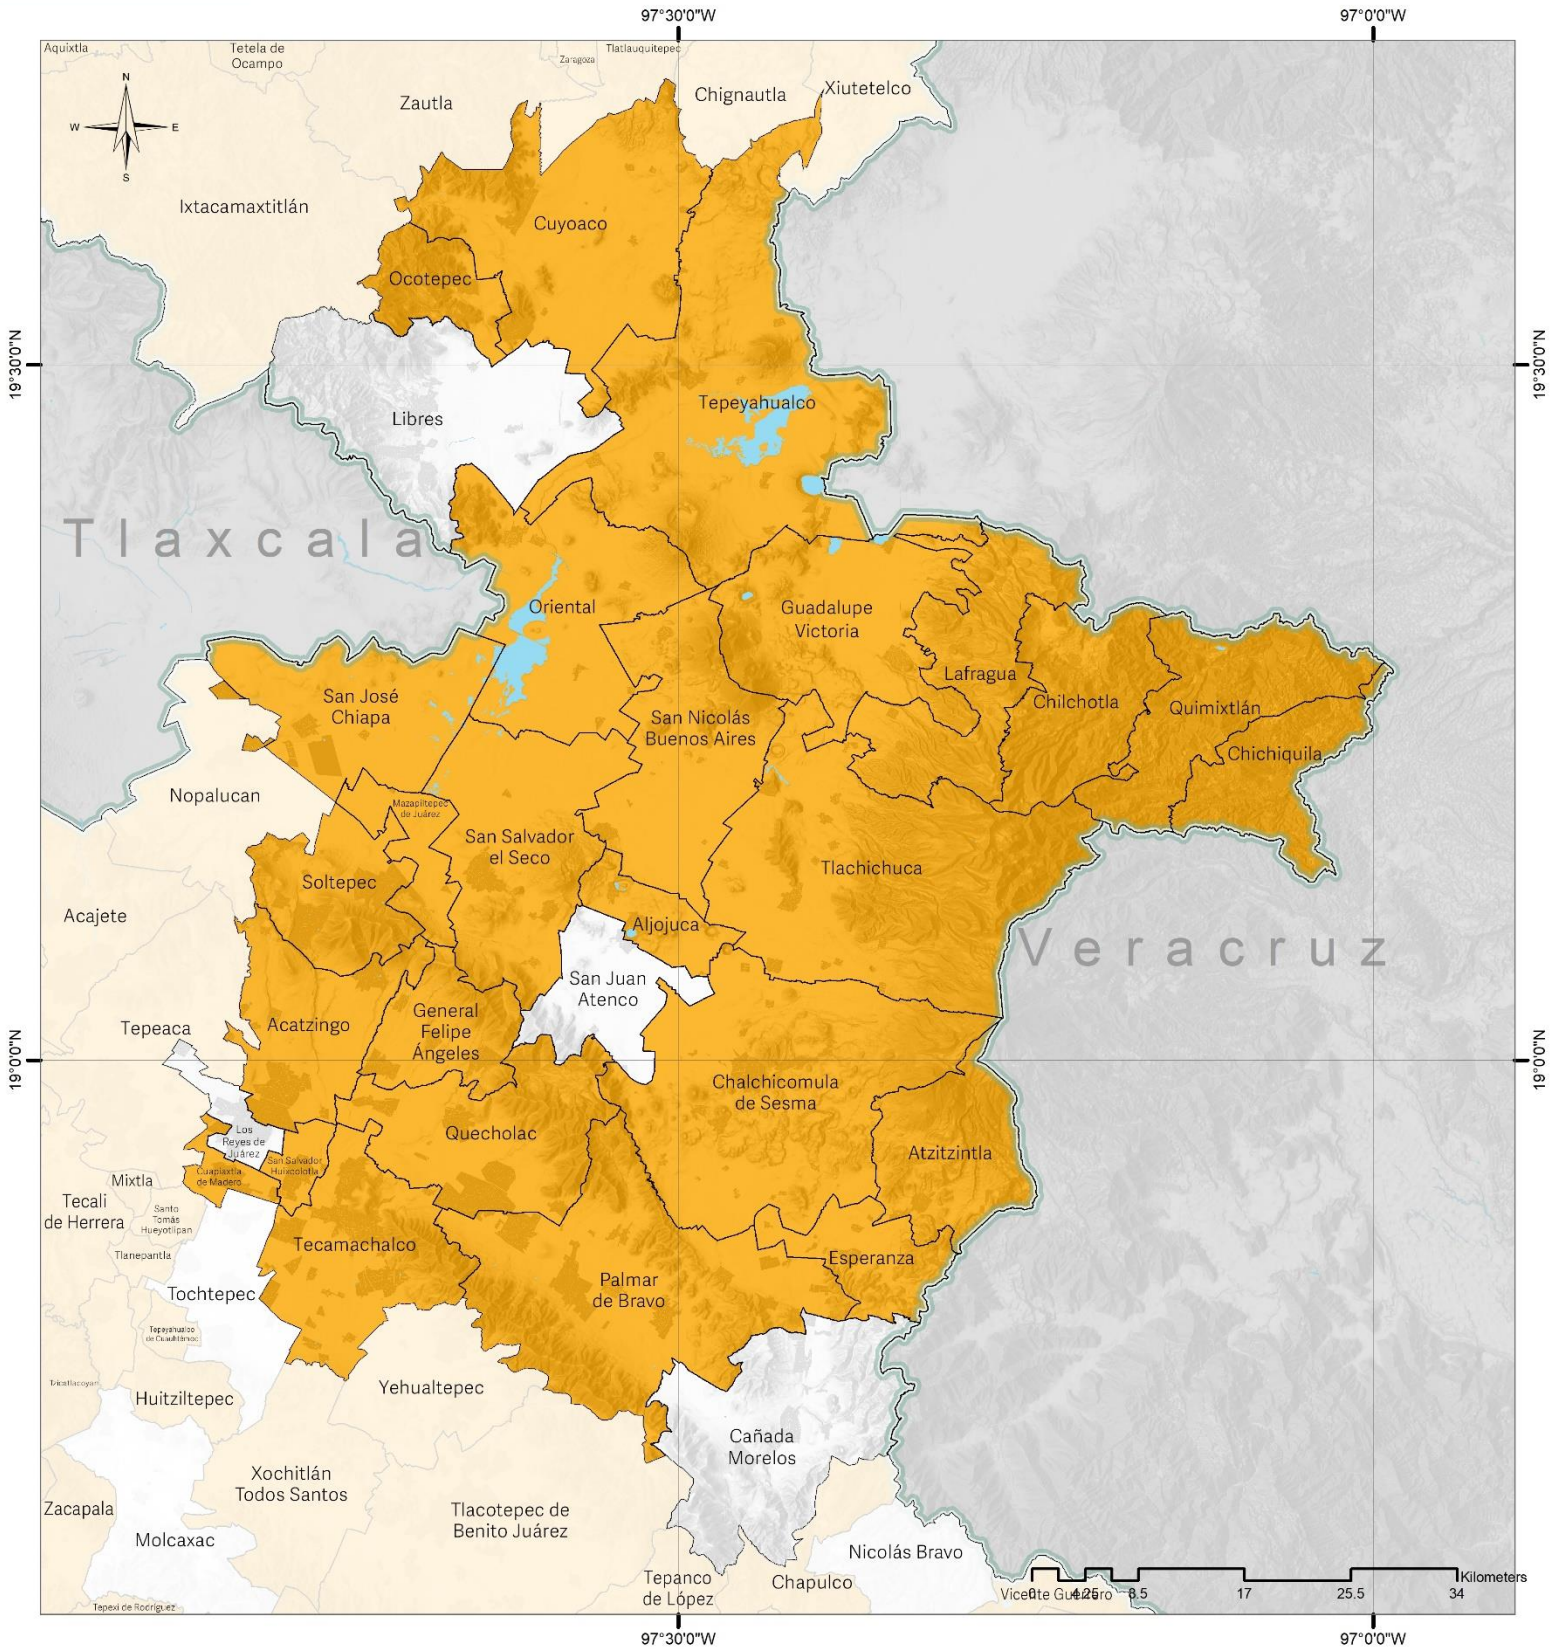 97°30'0"W
97°0'0"W
Aquixtla
Tetela de
Ocampo
Zaragoza
Tlatlauquitepec
Zautla
Chignautla
Xiutetelco
N
W
E
S
Ixtacamaxtitlán
Cuyoaco
Ocotepec
19°30'0"N
19°30'0"N
Libres
Tepeyahualco
Tlaxcala
Oriental
Guadalupe
Victoria
Lafragua
San José
Chiapa
San Nicolás
Buenos Aires
Chilchotla
Quimixtlán
Chichiquila
Nopalucan
Mazapiltepec
de Juárez
San Salvador
el Seco
Tlachichuca
Soltepec
Acajete
Aljojuca
Veracruz
San Juan
Atenco
General
Felipe
Ángeles
Acatzingo
Tepeaca
19°0'0"N
19°0'0"N
Chalchicomula
de Sesma
Quecholac
Los
Reyes de
Juárez
Atzitzintla
San Salvador
Huixcolotla
Cuapiaxtla
de Madero
Mixtla
Tecali
de Herrera
Santo
Tomás
Hueyotlipan
Tlanepantla
Tecamachalco
Esperanza
Palmar
de Bravo
Tochtepec
Tepeyahualco
de Cuauhtémoc
Huitziltepec
Yehualtepec
Cañada
Morelos
Xochitlán
Todos Santos
Zacapala
Tlacotepec de
Benito Juárez
Molcaxac
Nicolás Bravo
Tepanco
de López
Chapulco
Vicente Guerrero
0 4.25 8.5 17 25.5 34
Kilometers
Tepexi de Rodríguez
97°30'0"W
97°0'0"W